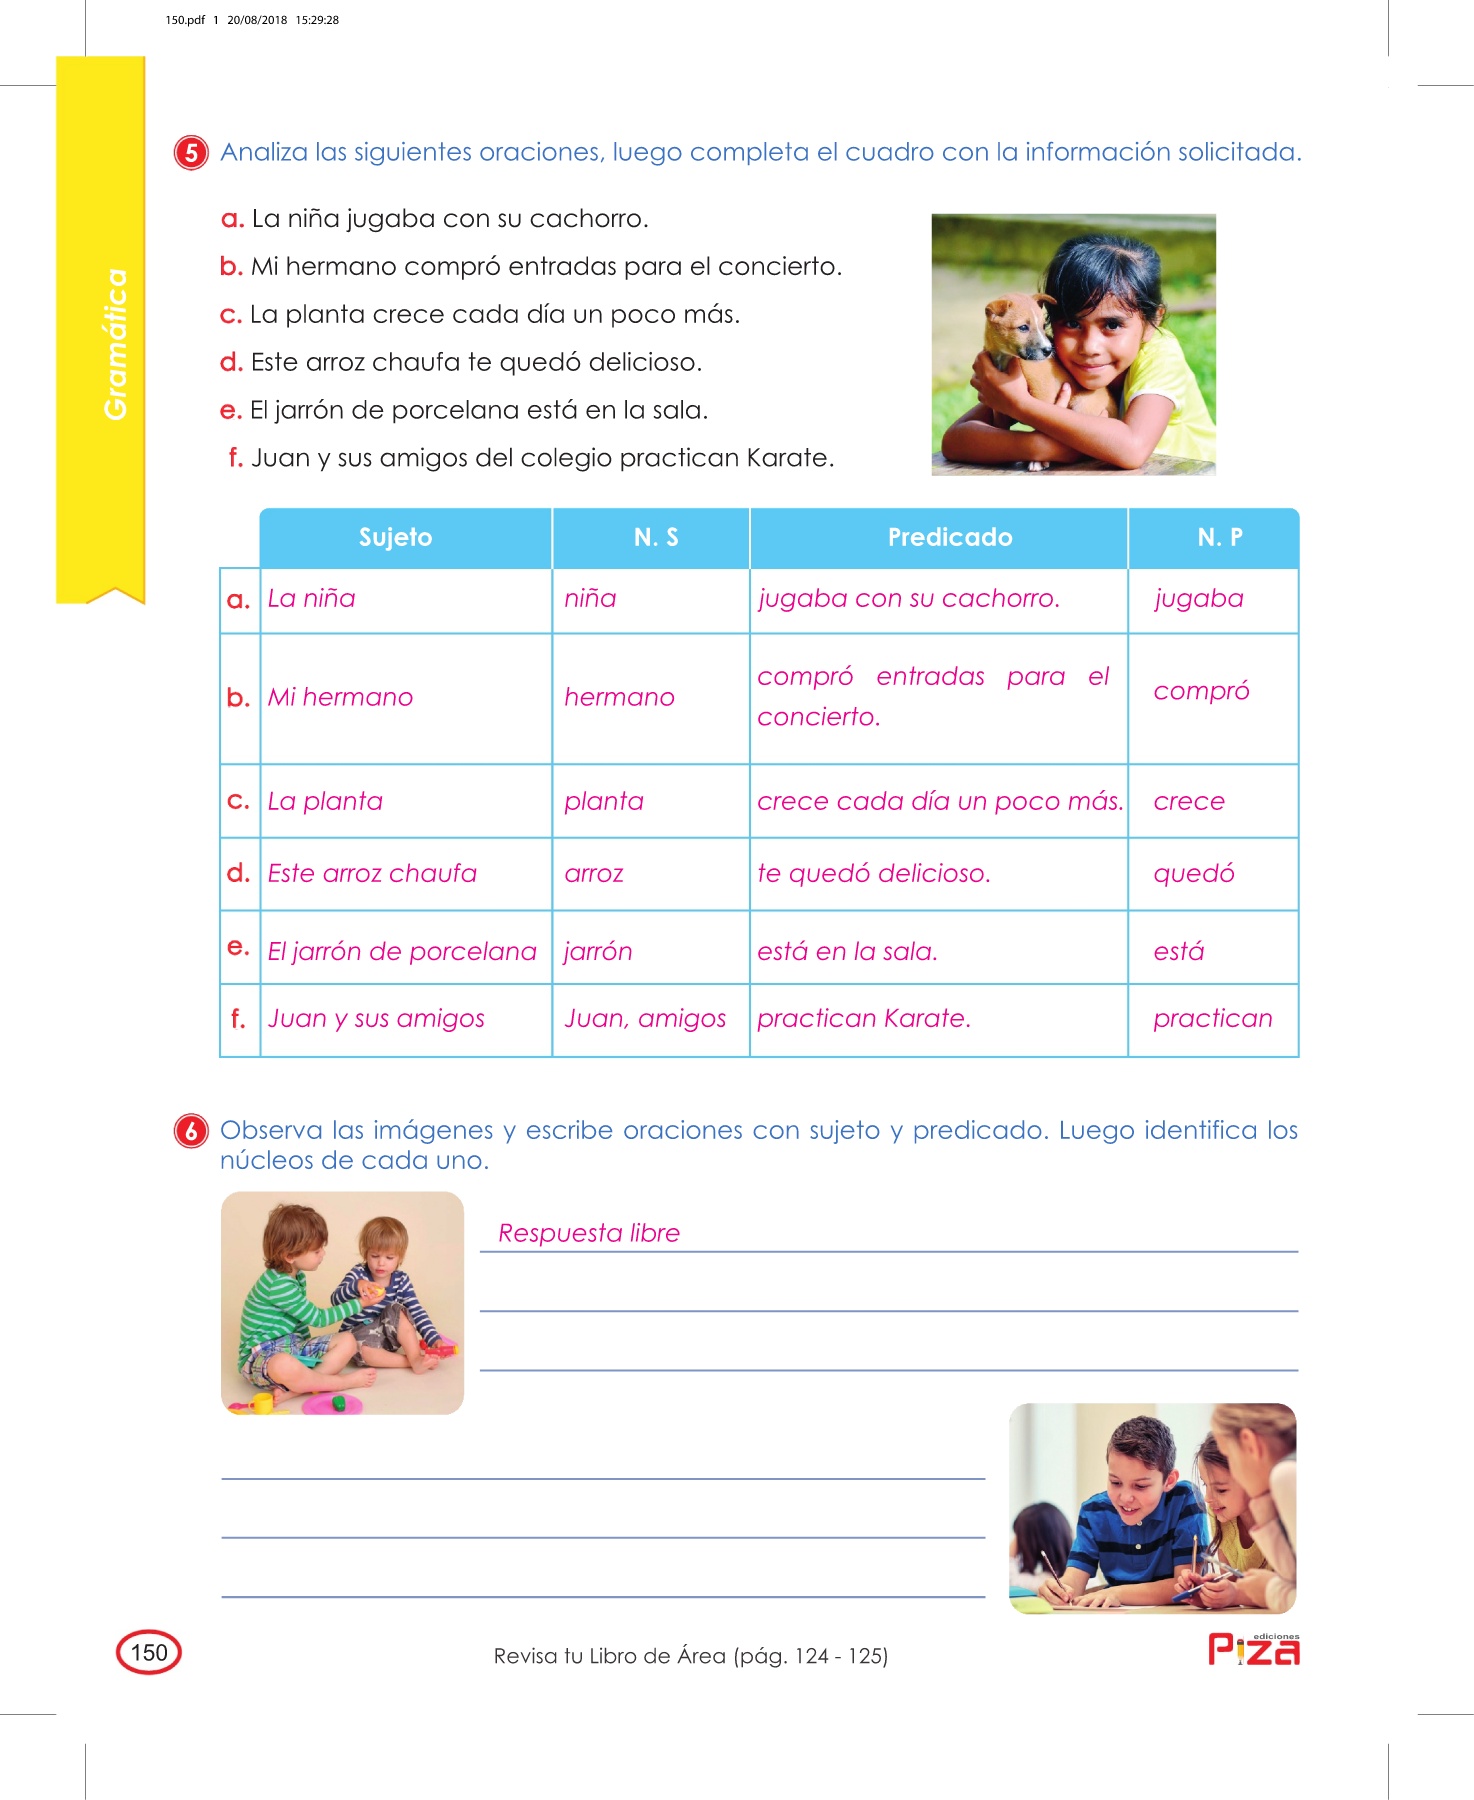 150.pdf 1 20/08/2018 15:29:28
Gramática
5 Analiza las siguientes oraciones, luego completa el cuadro con la información solicitada.
a. La niña jugaba con su cachorro.
b. Mi hermano compró entradas para el concierto.
c. La planta crece cada día un poco más.
d. Este arroz chaufa te quedó delicioso.
e. El jarrón de porcelana está en la sala.
f. Juan y sus amigos del colegio practican Karate.
Sujeto N. S Predicado N. P
a. La niña niña jugaba con su cachorro. jugaba
b. Mi hermano hermano compró entradas para el
concierto. compró
c. La planta planta crece cada día un poco más. crece
d. Este arroz chaufa arroz te quedó delicioso. quedó
e. El jarrón de porcelana jarrón está en la sala. está
f. Juan y sus amigos Juan, amigos practican Karate. practican
6 Observa las imágenes y escribe oraciones con sujeto y predicado. Luego identifica los
núcleos de cada uno.
Respuesta libre
150
Revisa tu Libro de Área (pág. 124 - 125)
ediciones
Piza